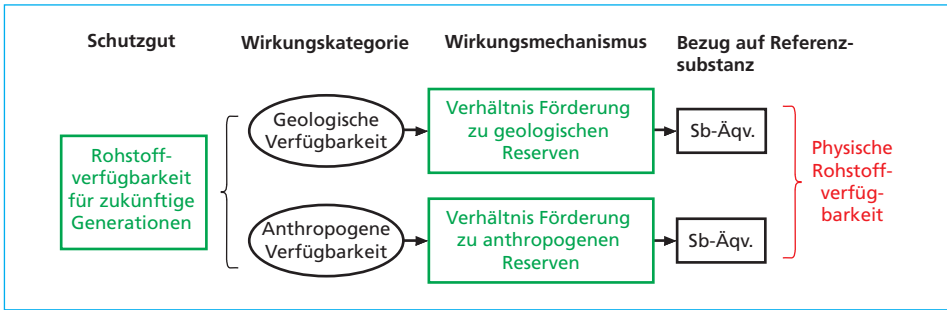 Schutzgut
Wirkungskategorie
Wirkungsmechanismus
Bezug auf Referenz-
substanz
Rohstoff-
verfügbarkeit
für zukünftige
Generationen
Geologische
Verfügbarkeit
Verhältnis Förderung
zu geologischen
Reserven
Sb-Äqv.
Anthropogene
Verfügbarkeit
Verhältnis Förderung
zu anthropogenen
Reserven
Sb-Äqv.
Physische
Rohstoff-
verfüg-
barkeit